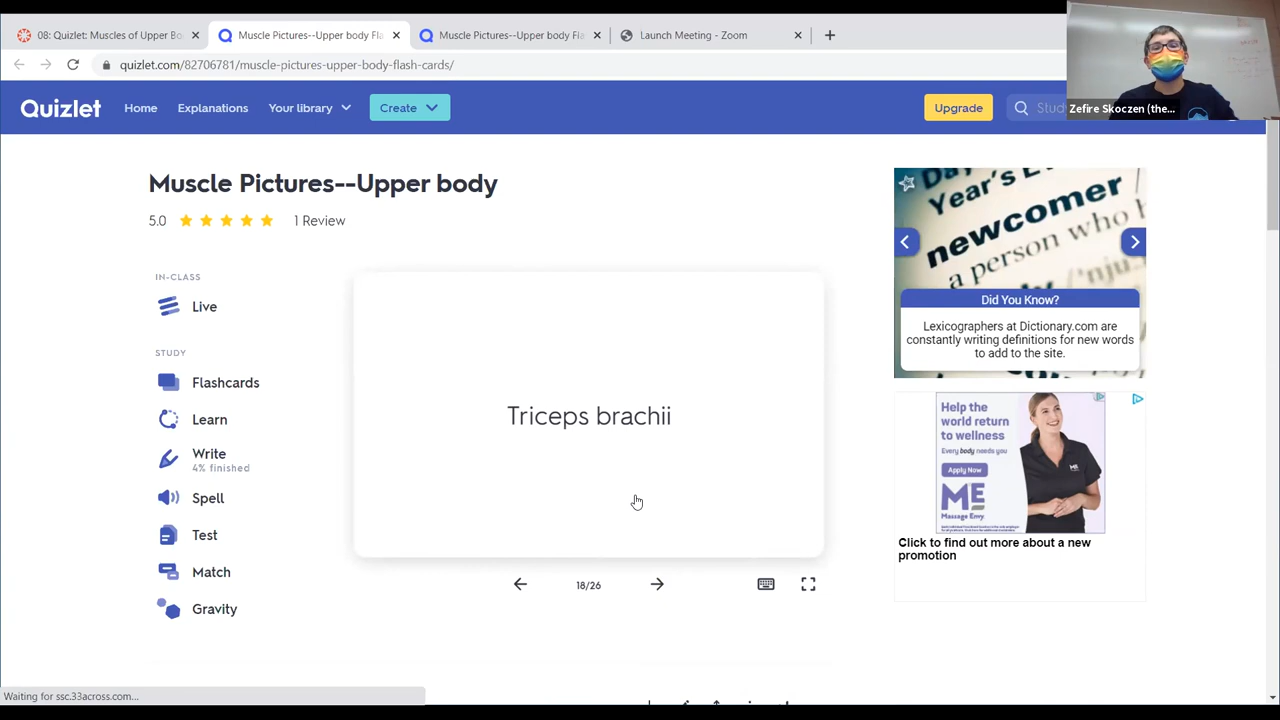 08: Quizlet: Muscles of Upper Bo
Muscle Pictures--Upper body Fla
Muscle Pictures--Upper body Fla
Launch Meeting - Zoom
quizlet.com/82706781/muscle-pictures-upper-body-flash-cards/
Zefire Skoczen (the...
Quizlet
Home
Explanations
Your library
Create
Upgrade
Stud
Muscle Pictures--Upper body
5.0
1 Review
IN-CLASS
Live
STUDY
Flashcards
Learn
Write
4% finished
Spell
Test
Match
Gravity
Triceps brachii
18/26
Year's
newcomer
a person who
Did You Know?
Lexicographers at Dictionary.com are
constantly writing definitions for new words
to add to the site.
Help the
world return
to wellness
Every body needs you
Apply Now
ME
Massage Envy
Click to find out more about a new
promotion
Waiting for ssc.33across.com...